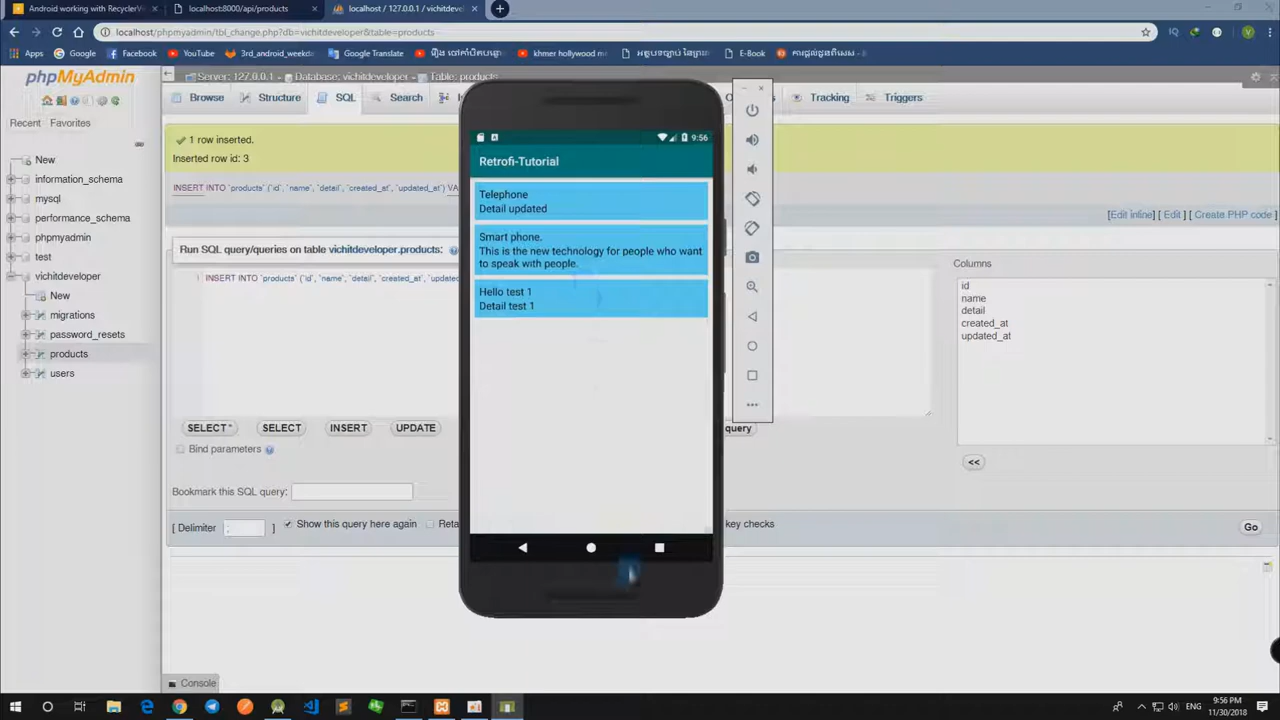 Android working with RecyclerVi
localhost:8000/api/products
localhost / 127.0.0.1 / vichitdevel
localhost/phpmyadmin/tbl_change.php?db=vichitdeveloper&table=products
Apps
Google
Facebook
YouTube
3rd_android_weekd
Google Translate
khmer hollywood m
E-Book
phpMyAdmin
Recent Favorites
New
information_schema
mysql
performance_schema
phpmyadmin
test
vichitdeveloper
New
migrations
password_resets
products
users
Server: 127.0.0.1 » Database: vichitdeveloper » Table: products
Browse
Structure
SQL
Search
Tracking
Triggers
1 row inserted.
Inserted row id: 3
INSERT INTO `products` (`id`, `name`, `detail`, `created_at`, `updated_at`) VA
[Edit inline] [ Edit ] [ Create PHP code ]
Run SQL query/queries on table vichitdeveloper.products:
1 INSERT INTO `products` (`id`, `name`, `detail`, `created_at`, `updated
Columns
id
name
detail
created_at
updated_at
<<
SELECT *
SELECT
INSERT
UPDATE
query
Bind parameters
Bookmark this SQL query:
[ Delimiter ; ]
Show this query here again
Reta
key checks
Go
Console
9:56
Retrofi-Tutorial
Telephone
Detail updated
Smart phone.
This is the new technology for people who want
to speak with people.
Hello test 1
Detail test 1
ENG
9:56 PM
11/30/2018